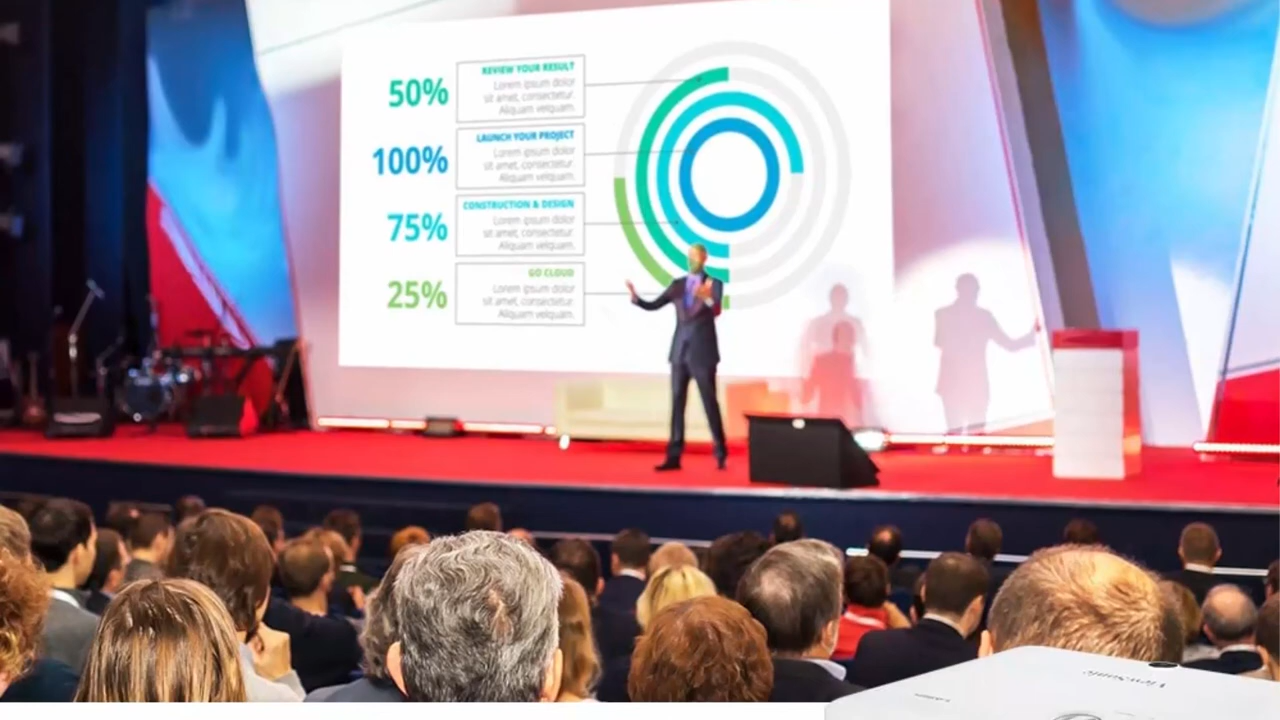 50%
REVIEW YOUR RESULT
Lorem ipsum dolor
sit amet, consectetur.
Aliquam velquam.
100%
LAUNCH YOUR PROJECT
Lorem ipsum dolor
sit amet, consectetur.
Aliquam velquam.
75%
CONSTRUCTION & DESIGN
Lorem ipsum dolor
sit amet, consectetur.
Aliquam velquam.
25%
GO CLOUD
Lorem ipsum dolor
sit amet, consectetur.
Aliquam velquam.
ViewSonic